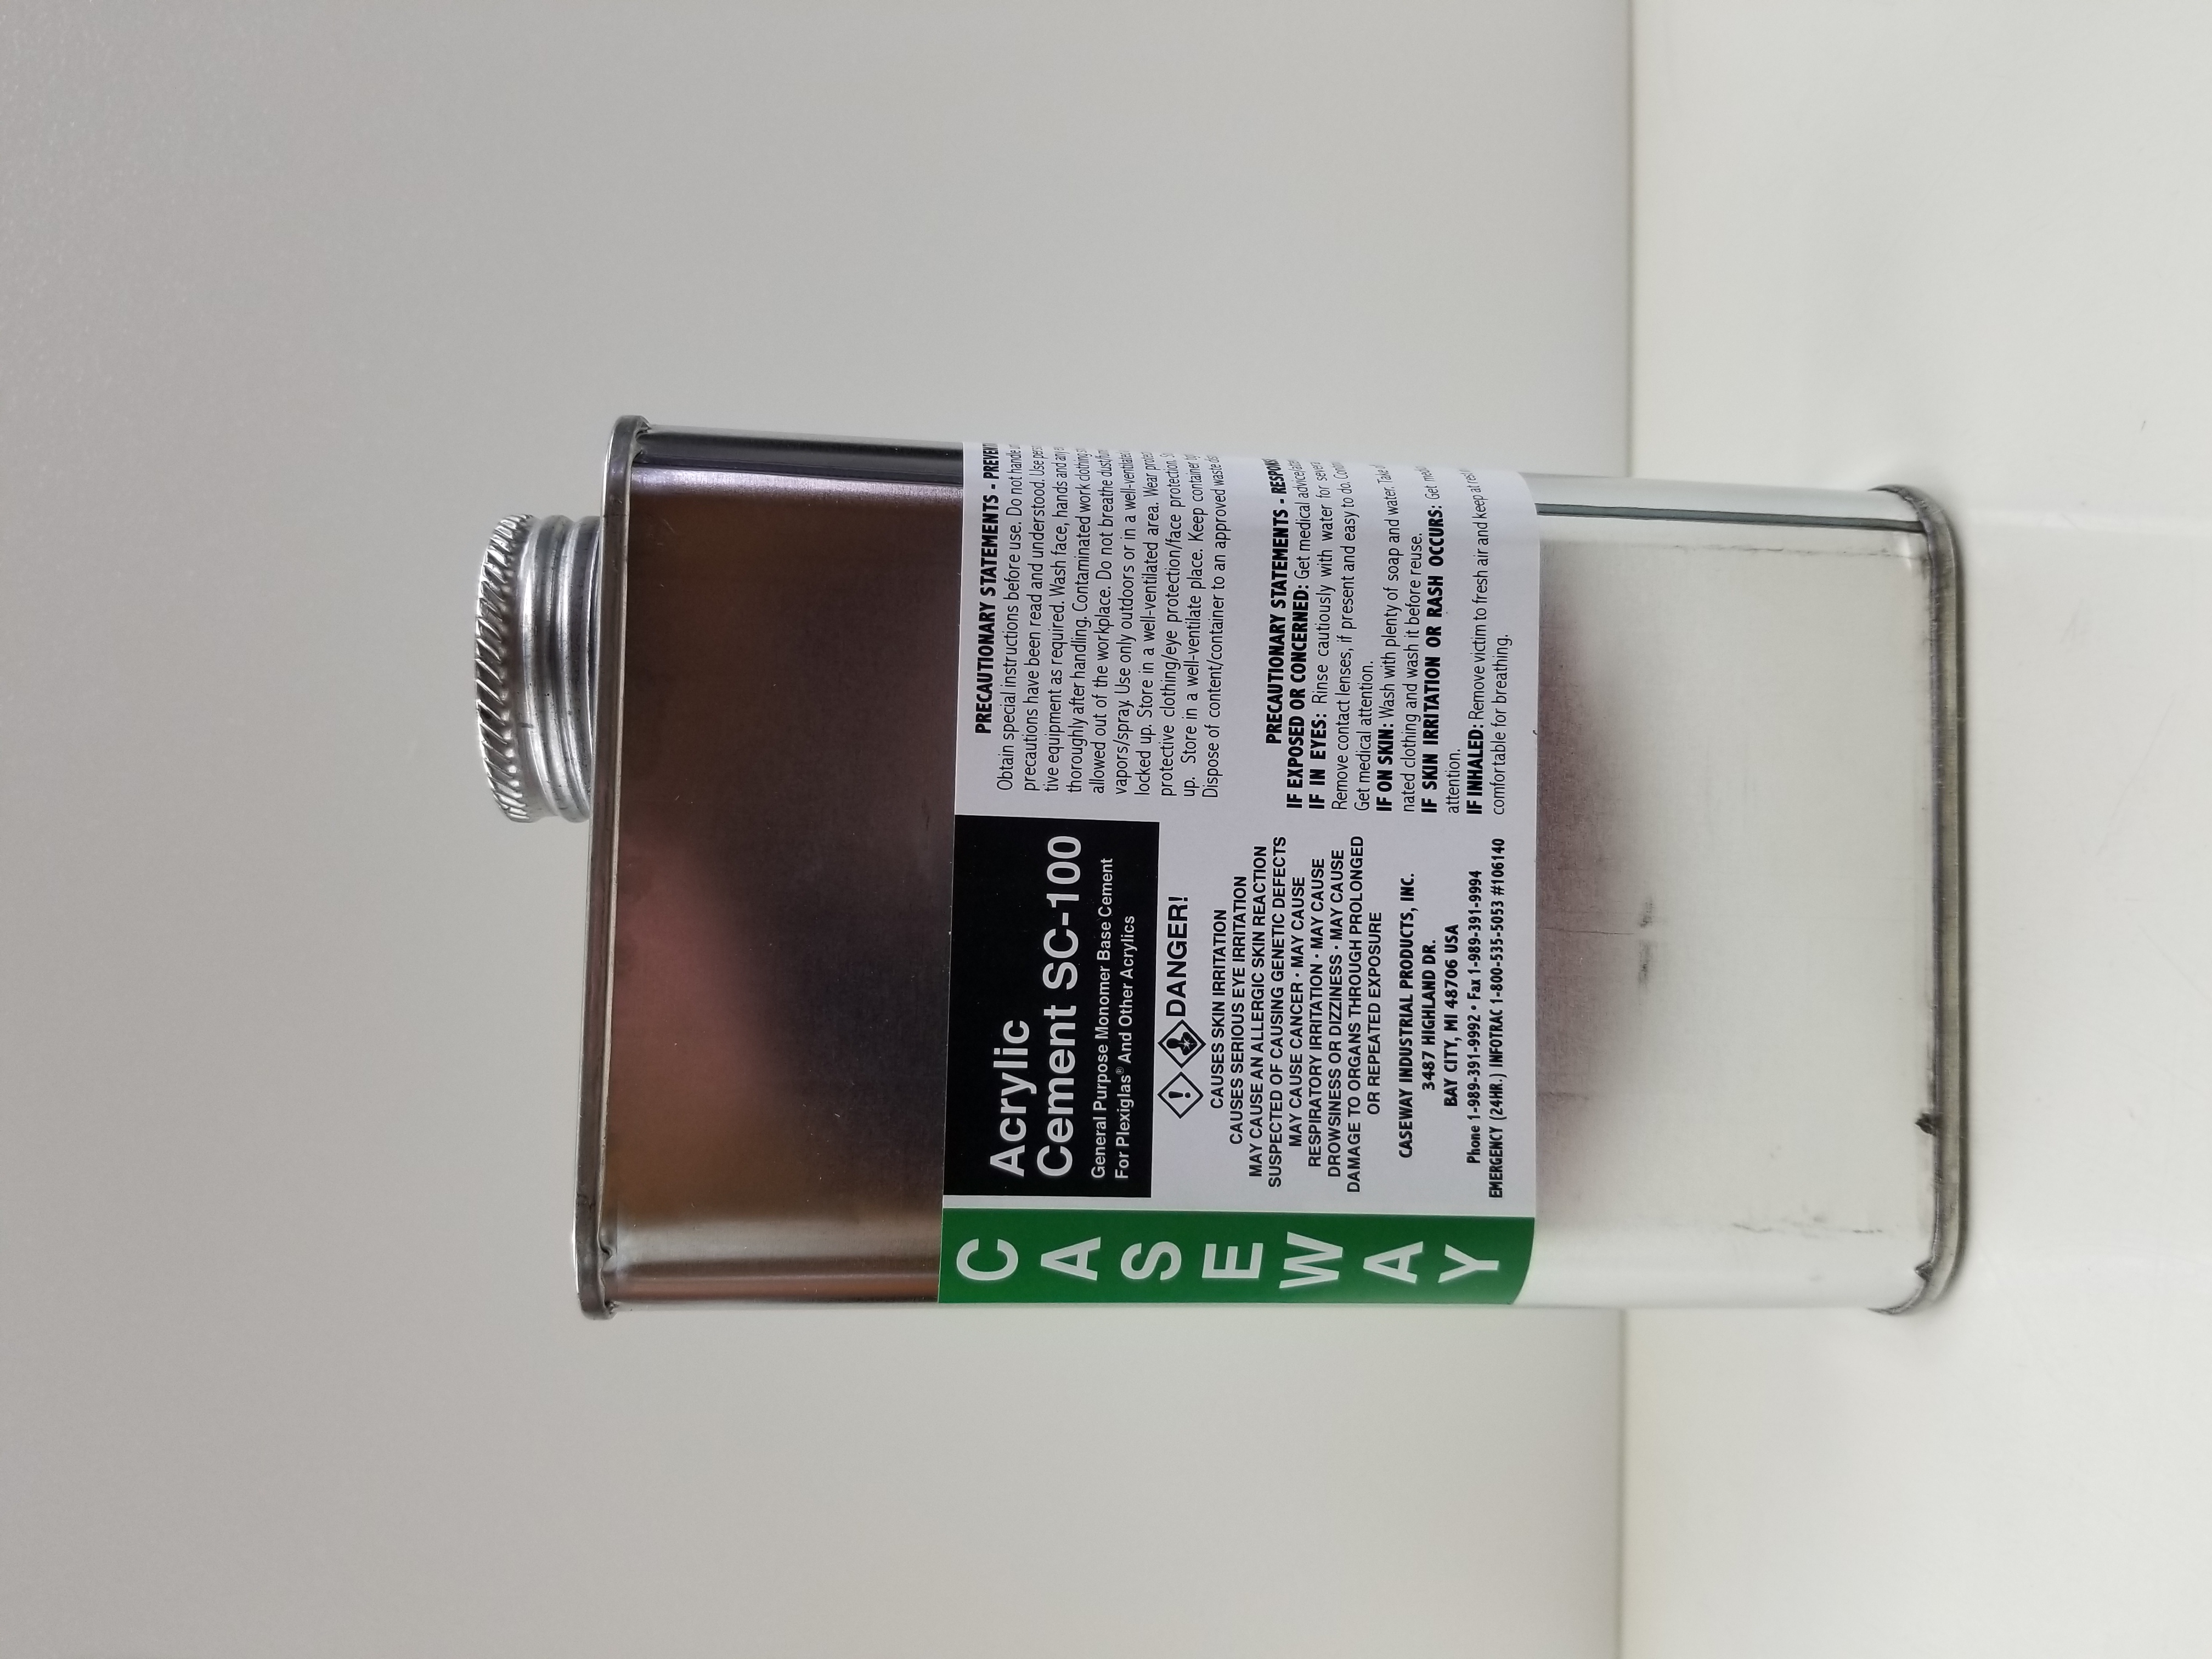 CASEWAY
Acrylic
Cement SC-100
General Purpose Monomer Base Cement
For Plexiglas® And Other Acrylics
DANGER!
CAUSES SKIN IRRITATION
CAUSES SERIOUS EYE IRRITATION
MAY CAUSE AN ALLERGIC SKIN REACTION
SUSPECTED OF CAUSING GENETIC DEFECTS
MAY CAUSE CANCER • MAY CAUSE
RESPIRATORY IRRITATION • MAY CAUSE
DROWSINESS OR DIZZINESS • MAY CAUSE
DAMAGE TO ORGANS THROUGH PROLONGED
OR REPEATED EXPOSURE
CASEWAY INDUSTRIAL PRODUCTS, INC.
3487 HIGHLAND DR.
BAY CITY, MI 48706 USA
Phone 1-989-391-9992 • Fax 1-989-391-9994
EMERGENCY (24HR.) INFOTRAC 1-800-535-5053 #106140
PRECAUTIONARY STATEMENTS -
Obtain special instructions before use. Do not handle
precautions have been read and understood. Use
tive equipment as required. Wash face, hands and any
thoroughly after handling. Contaminated work clothing
allowed out of the workplace. Do not breathe
vapors/spray. Use only outdoors or in a
locked up. Store in a well-ventilated area. Wear
protective clothing/eye protection/face protection.
up. Store in a well-ventilate place. Keep container
Dispose of content/container to an approved waste
PRECAUTIONARY STATEMENTS -
IF EXPOSED OR CONCERNED: Get medical
IF IN EYES: Rinse cautiously with water for
Remove contact lenses, if present and easy to do.
Get medical attention.
IF ON SKIN: Wash with plenty of soap and water. Take
nated clothing and wash it before reuse.
IF SKIN IRRITATION OR RASH OCCURS: Get
attention.
IF INHALED: Remove victim to fresh air and keep at
comfortable for breathing.